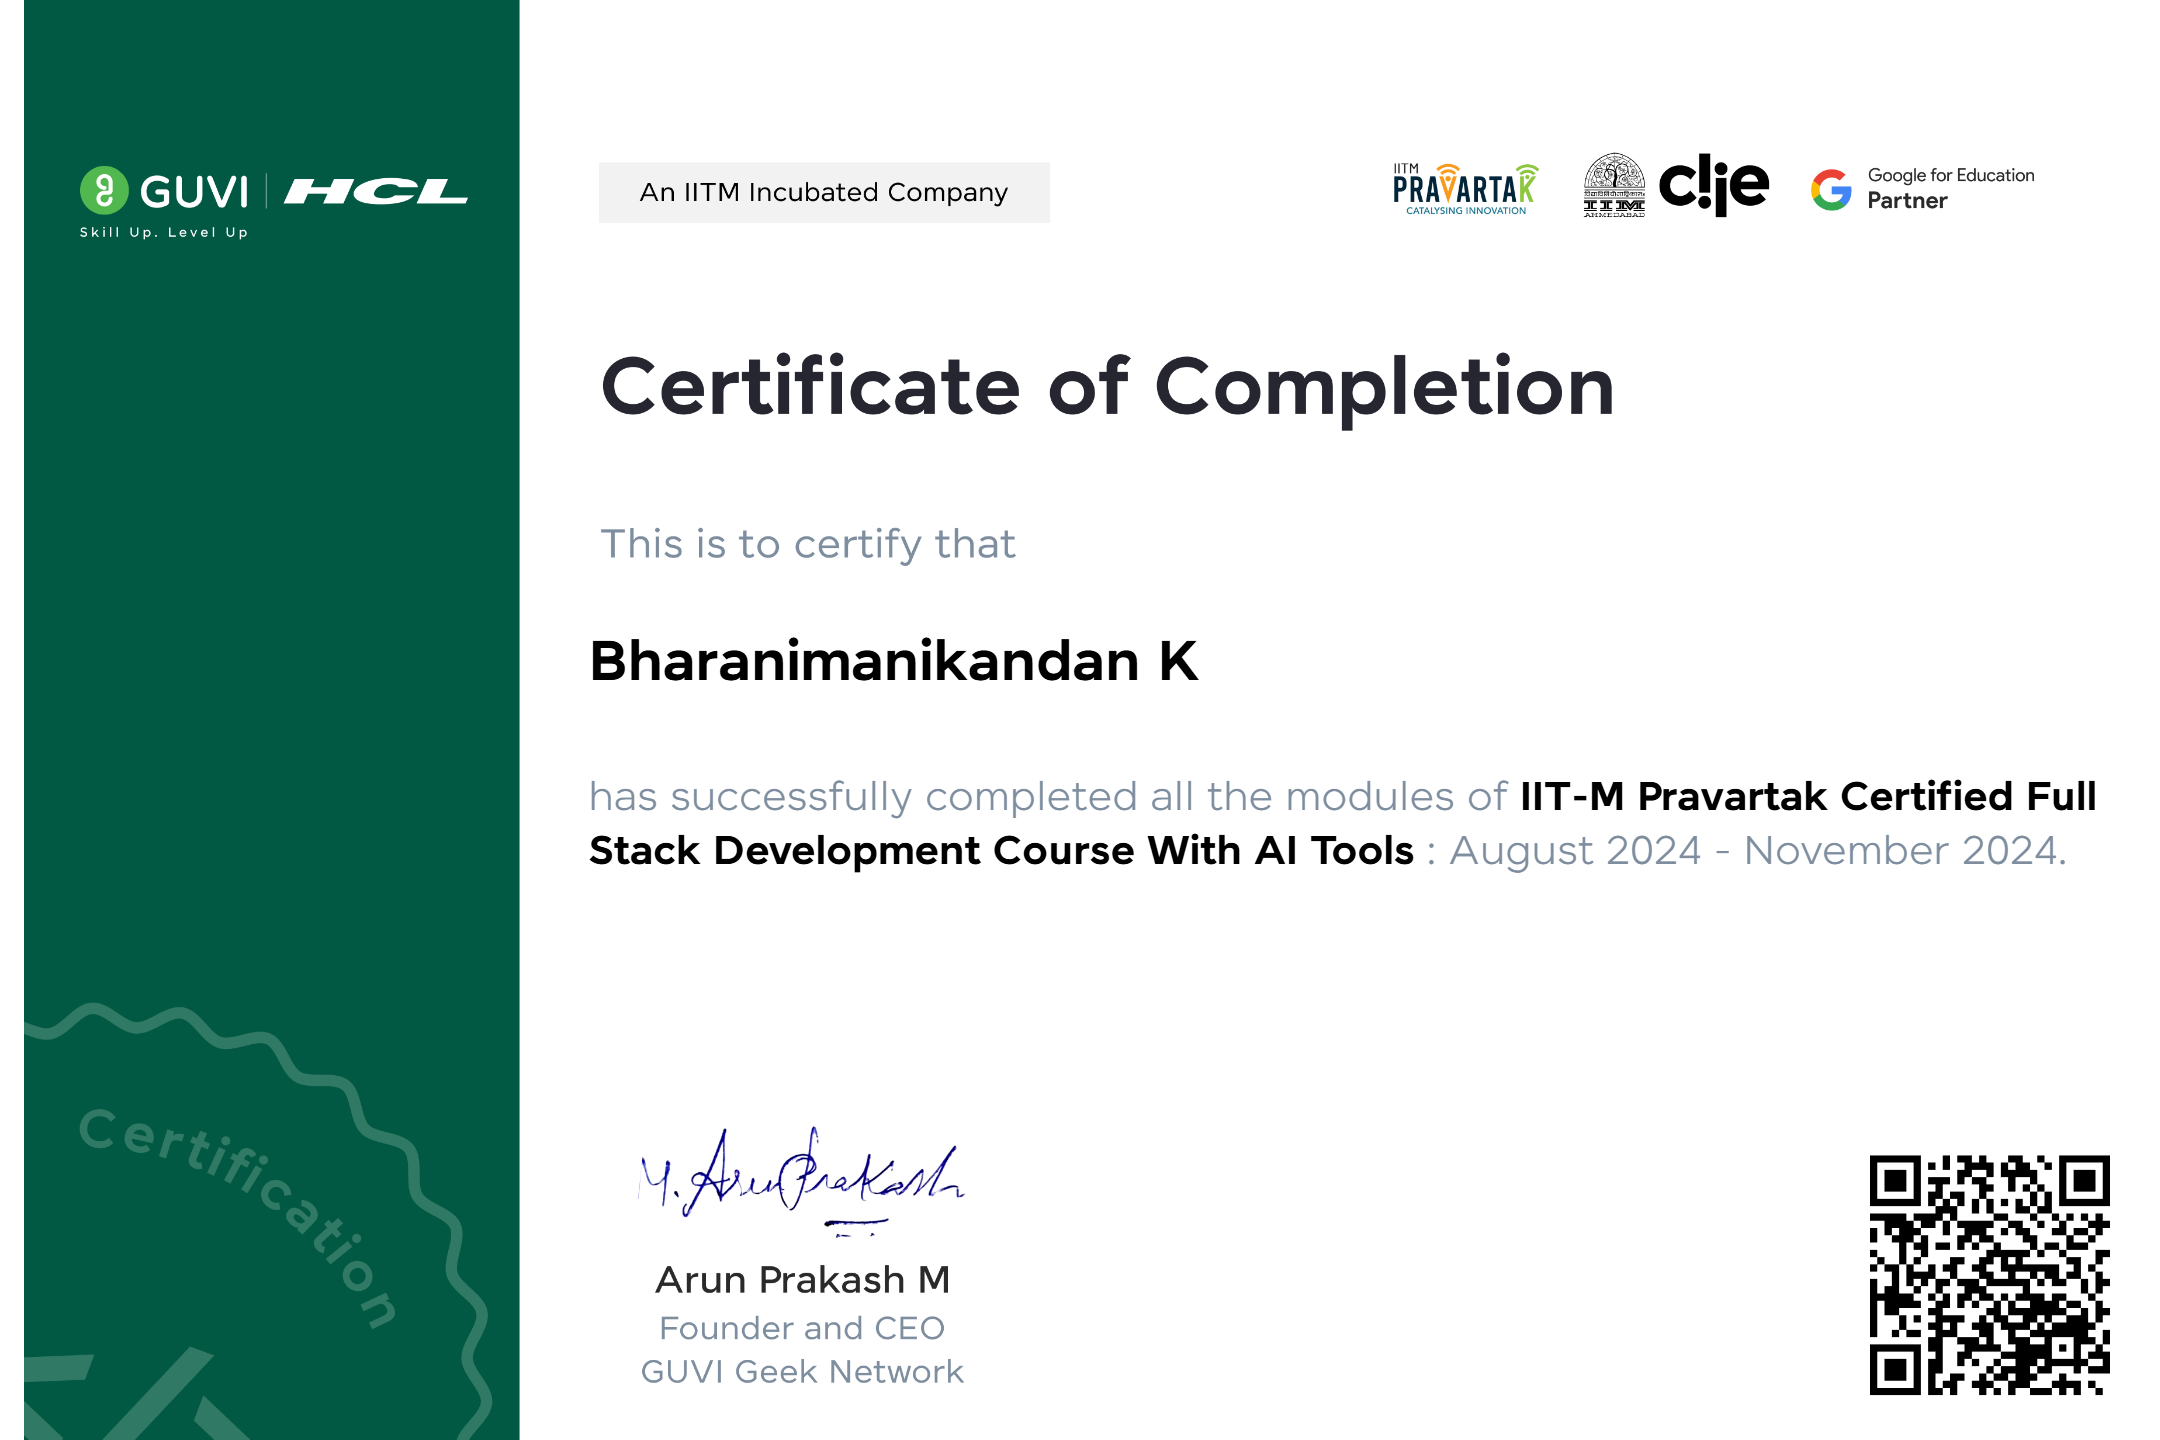 GUVI | HCL
Skill Up. Level Up
An IITM Incubated Company
IITM
PRAVARTAK
CATALYSING INNOVATION
IIM
AHMEDABAD
c!ie
Google for Education
Partner
Certificate of Completion
This is to certify that
Bharanimanikandan K
has successfully completed all the modules of IIT-M Pravartak Certified Full
Stack Development Course With AI Tools : August 2024 - November 2024.
Certification
M. Arun Prakash
Arun Prakash M
Founder and CEO
GUVI Geek Network